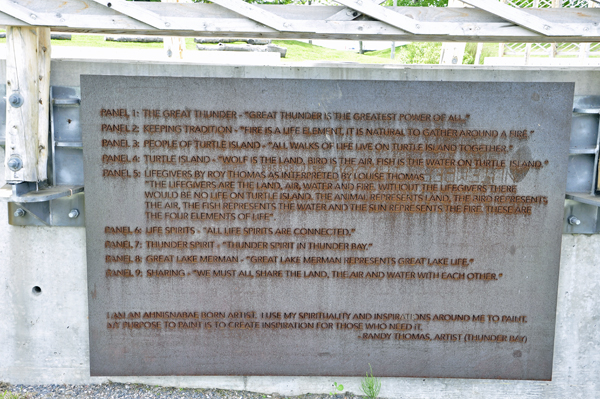 PANEL 1: THE GREAT THUNDER - "GREAT THUNDER IS THE GREATEST POWER OF ALL."
PANEL 2: KEEPING TRADITION - "FIRE IS A LIFE ELEMENT, IT IS NATURAL TO GATHER AROUND A FIRE."
PANEL 3: PEOPLE OF TURTLE ISLAND - "ALL WALKS OF LIFE LIVE ON TURTLE ISLAND TOGETHER."
PANEL 4: TURTLE ISLAND - "WOLF IS THE LAND, BIRD IS THE AIR, FISH IS THE WATER ON TURTLE ISLAND."
PANEL 5: LIFEGIVERS BY ROY THOMAS AS INTERPRETED BY LOUISE THOMAS
"THE LIFEGIVERS ARE THE LAND, AIR, WATER AND FIRE, WITHOUT THE LIFEGIVERS THERE
WOULD BE NO LIFE ON TURTLE ISLAND, THE ANIMAL REPRESENTS LAND, THE BIRD REPRESENTS
THE AIR, THE FISH REPRESENTS THE WATER AND THE SUN REPRESENTS THE FIRE. THESE ARE
THE FOUR ELEMENTS OF LIFE".
PANEL 6: LIFE SPIRITS - "ALL LIFE SPIRITS ARE CONNECTED."
PANEL 7: THUNDER SPIRIT - "THUNDER SPIRIT IN THUNDER BAY."
PANEL 8: GREAT LAKE MERMAN - "GREAT LAKE MERMAN REPRESENTS GREAT LAKE LIFE."
PANEL 9: SHARING - "WE MUST ALL SHARE THE LAND, THE AIR AND WATER WITH EACH OTHER."
I AM AN AHNISNABAE BORN ARTIST, I USE MY SPIRITUALITY AND INSPIRATIONS AROUND ME TO PAINT.
MY PURPOSE TO PAINT IS TO CREATE INSPIRATION FOR THOSE WHO NEED IT.
- RANDY THOMAS, ARTIST (THUNDER BAY)